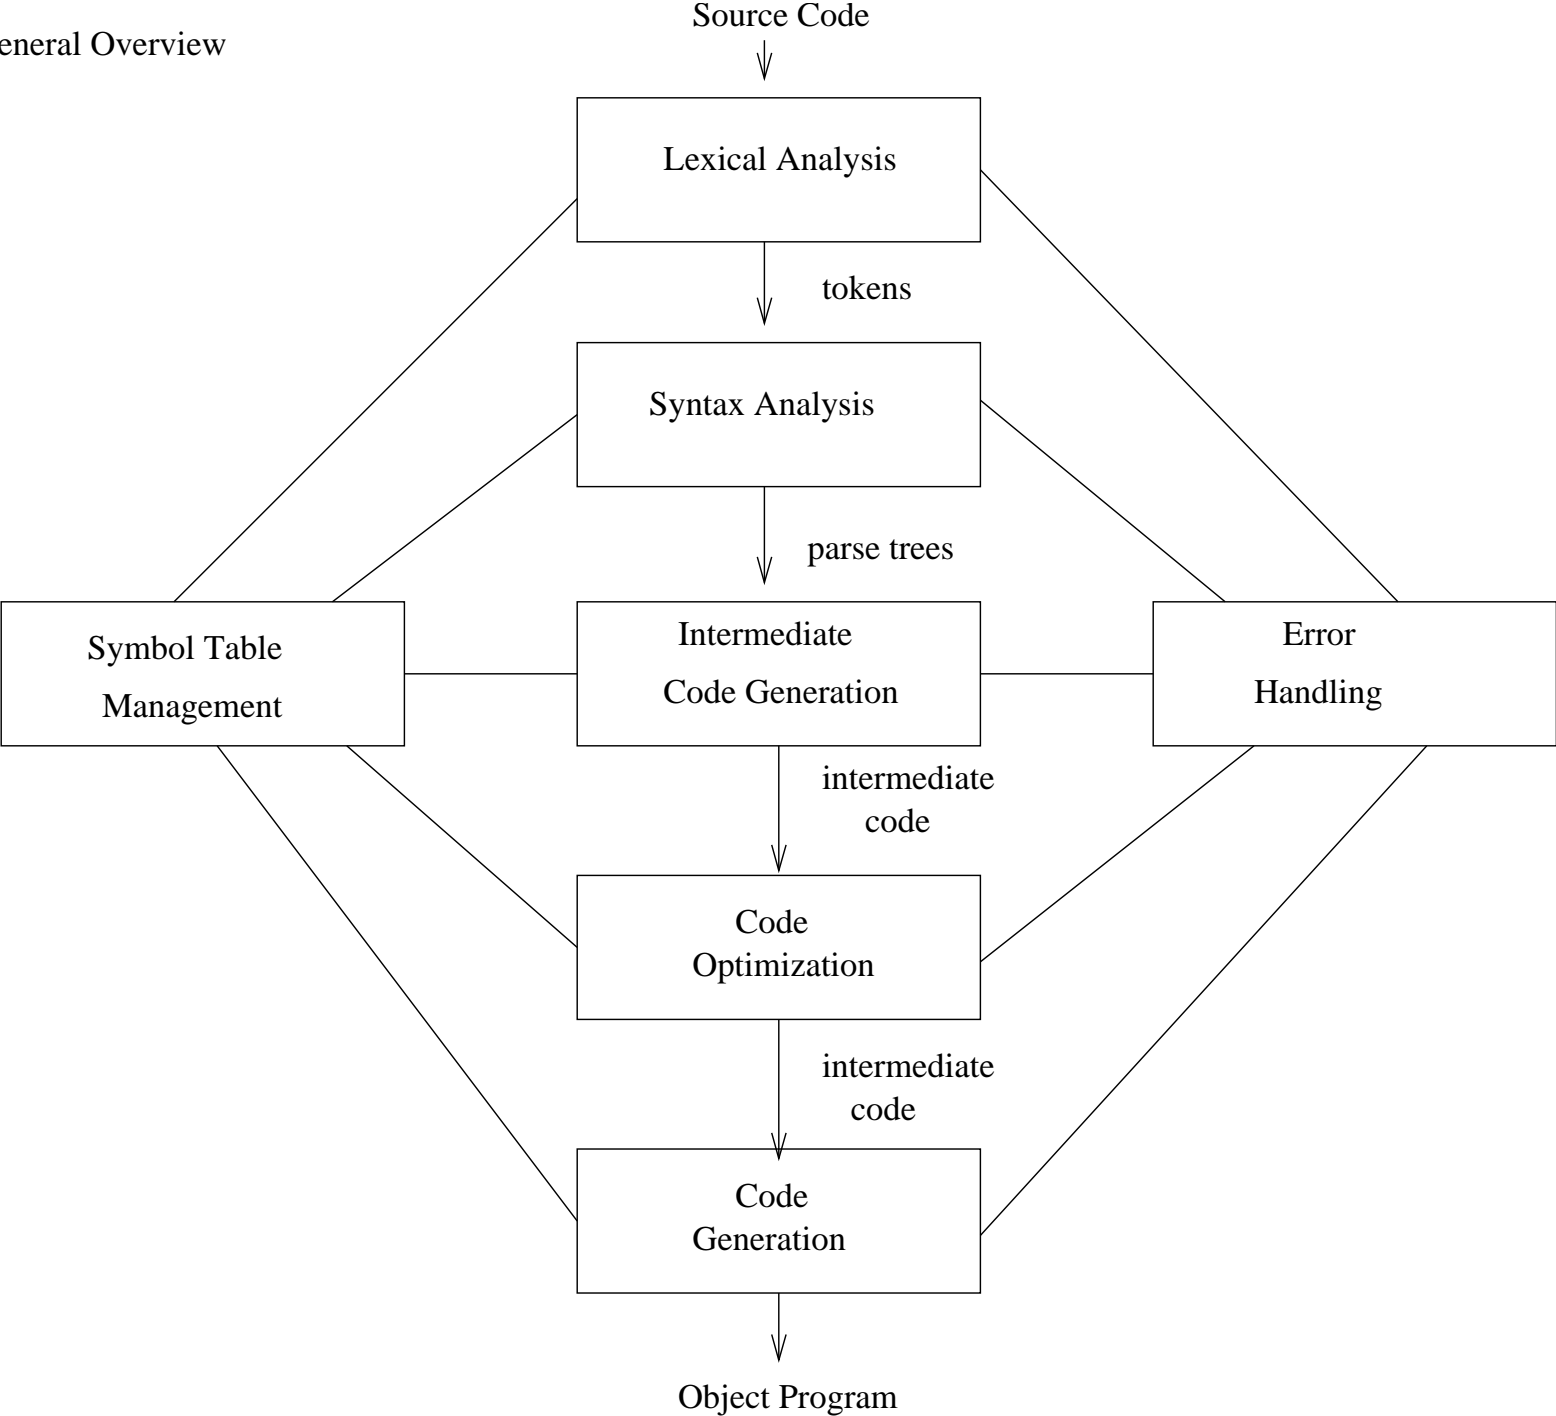 Source Code
eneral Overview
Lexical Analysis
tokens
Syntax Analysis
parse trees
Symbol Table
Management
Intermediate
Code Generation
Error
Handling
intermediate
code
Code
Optimization
intermediate
code
Code
Generation
Object Program